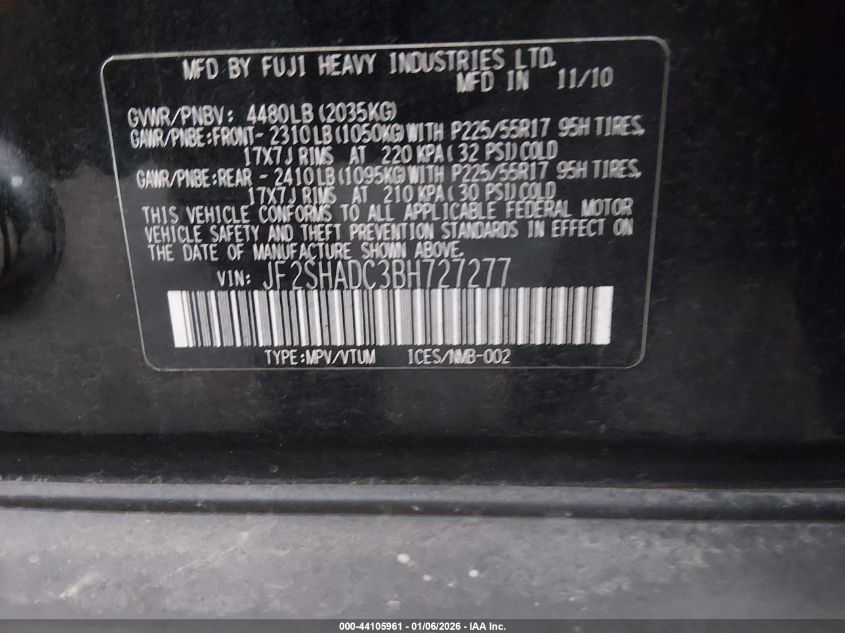 MFD BY FUJI HEAVY INDUSTRIES LTD.
MFD IN 11/10
GVWR/PNBV: 4480LB(2035KG)
GAWR/PNBE:FRONT- 2310LB(1050KG)WITH P225/55R17 95H TIRES,
17X7J RIMS AT 220 KPA(32 PSI)COLD
GAWR/PNBE:REAR - 2410LB(1095KG)WITH P225/55R17 95H TIRES,
17X7J RIMS AT 210 KPA(30 PSI)COLD
THIS VEHICLE CONFORMS TO ALL APPLICABLE FEDERAL MOTOR
VEHICLE SAFETY AND THEFT PREVENTION STANDARDS IN EFFECT ON
THE DATE OF MANUFACTURE SHOWN ABOVE.
VIN: JF2SHADC3BH727277
TYPE:MPV/VTUM ICES/NMB-002
000-44105961 - 01/06/2026 - IAA Inc.